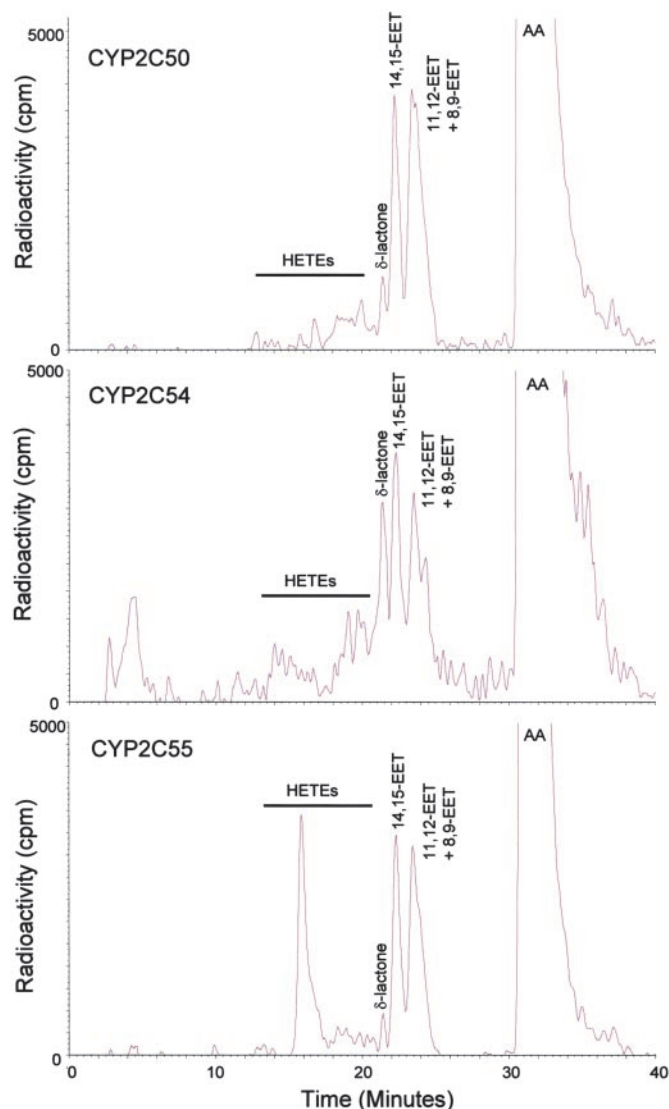 5000
CYP2C50
14,15-EET
11,12-EET
+ 8,9-EET
AA
Radioactivity (cpm)
δ-lactone
HETEs
0
5000
CYP2C54
δ-lactone
14,15-EET
11,12-EET
+ 8,9-EET
AA
Radioactivity (cpm)
HETEs
0
5000
CYP2C55
AA
HETEs
14,15-EET
11,12-EET
+ 8,9-EET
Radioactivity (cpm)
δ-lactone
0
0 10 20 30 40
Time (Minutes)